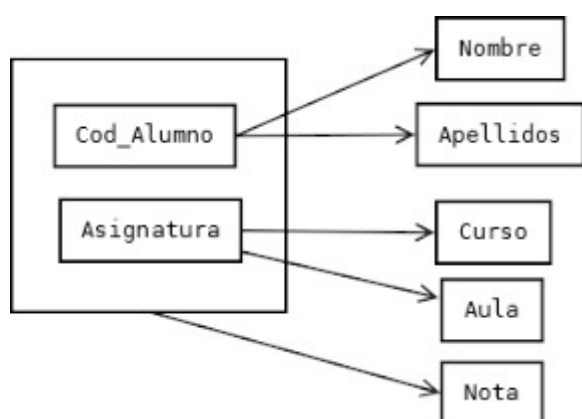 Nombre
Cod_Alumno
Apellidos
Asignatura
Curso
Aula
Nota